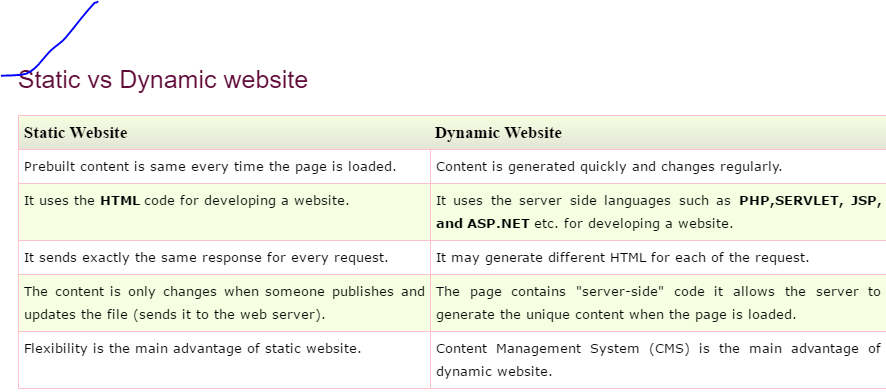 Static vs Dynamic website
Static Website
Dynamic Website
Prebuilt content is same every time the page is loaded.
Content is generated quickly and changes regularly.
It uses the HTML code for developing a website.
It uses the server side languages such as PHP,SERVLET, JSP,
and ASP.NET etc. for developing a website.
It sends exactly the same response for every request.
It may generate different HTML for each of the request.
The content is only changes when someone publishes and
updates the file (sends it to the web server).
The page contains "server-side" code it allows the server to
generate the unique content when the page is loaded.
Flexibility is the main advantage of static website.
Content Management System (CMS) is the main advantage of
dynamic website.